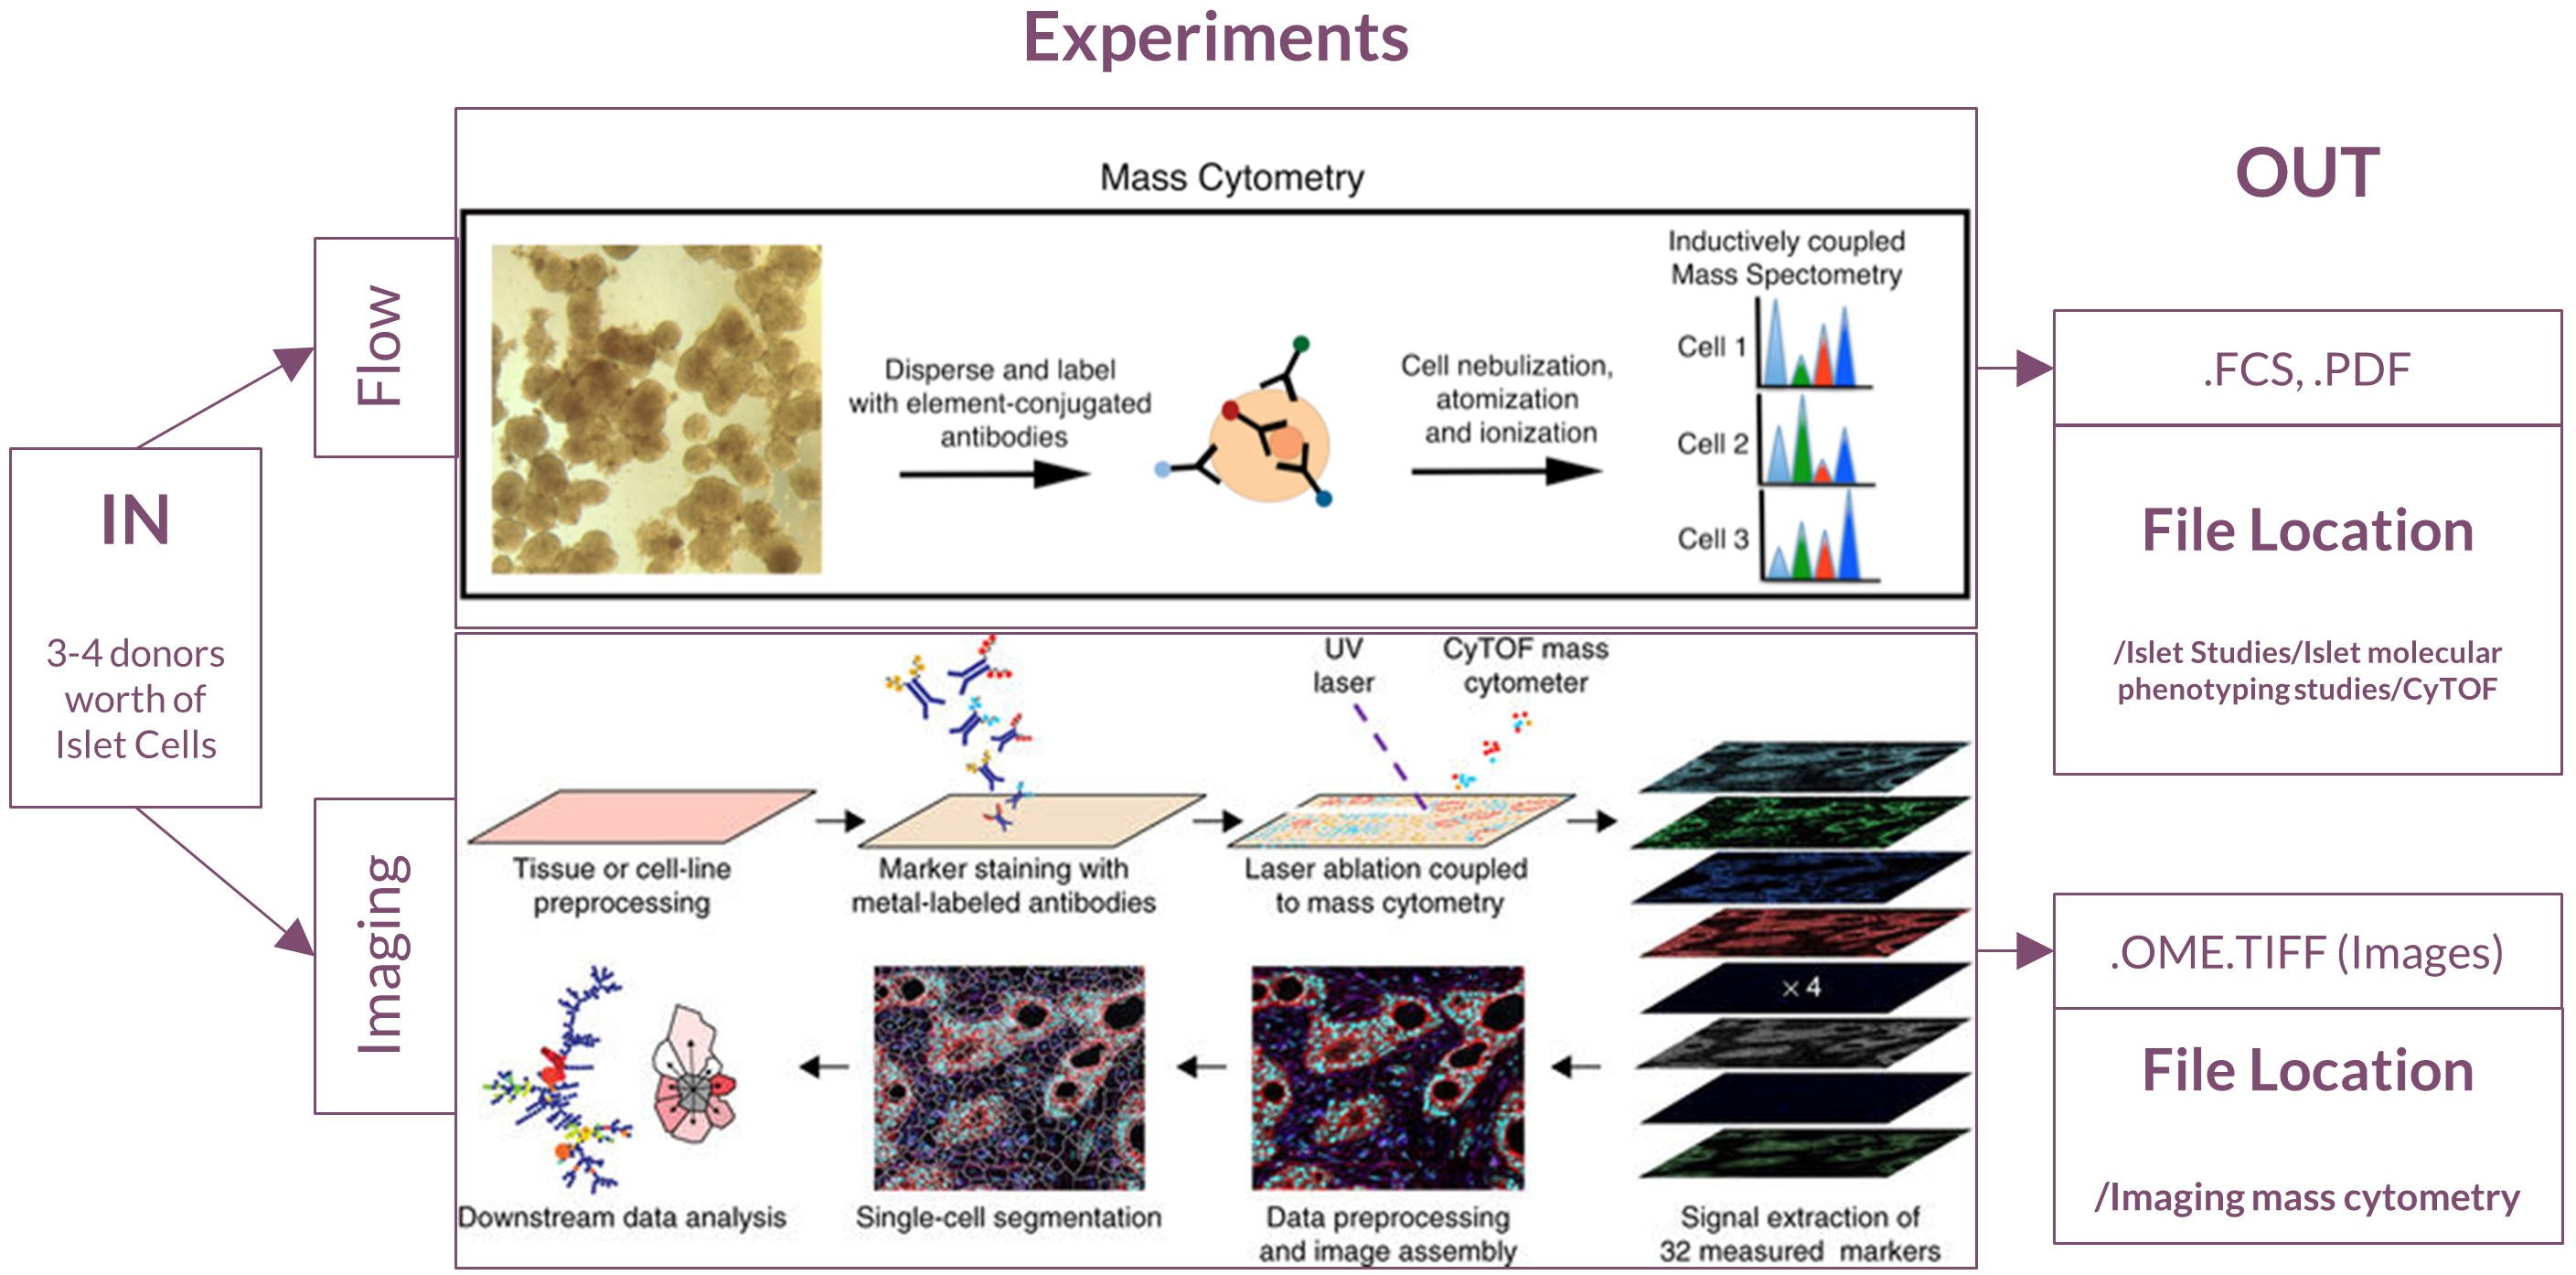 Experiments
IN
3-4 donors
worth of
Islet Cells
Flow
Mass Cytometry
Disperse and label
with element-conjugated
antibodies
Cell nebulization,
atomization
and ionization
Inductively coupled
Mass Spectometry
Cell 1
Cell 2
Cell 3
Imaging
UV
laser
CyTOF mass
cytometer
Tissue or cell-line
preprocessing
Marker staining with
metal-labeled antibodies
Laser ablation coupled
to mass cytometry
× 4
Signal extraction of
32 measured markers
Data preprocessing
and image assembly
Single-cell segmentation
Downstream data analysis
OUT
.FCS, .PDF
File Location
/Islet Studies/Islet molecular
phenotyping studies/CyTOF
.OME.TIFF (Images)
File Location
/Imaging mass cytometry